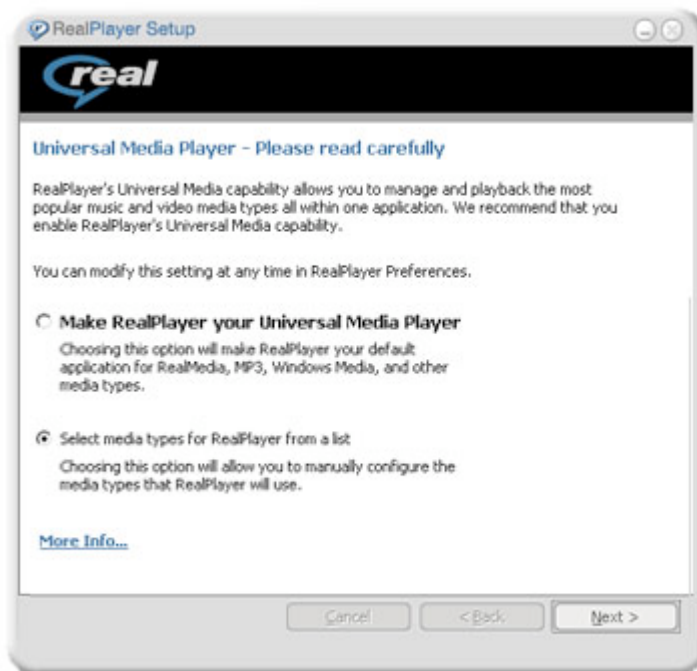 RealPlayer Setup
real
Universal Media Player - Please read carefully
RealPlayer's Universal Media capability allows you to manage and playback the most
popular music and video media types all within one application. We recommend that you
enable RealPlayer's Universal Media capability.
You can modify this setting at any time in RealPlayer Preferences.
Make RealPlayer your Universal Media Player
Choosing this option will make RealPlayer your default
application for RealMedia, MP3, Windows Media, and other
media types.
Select media types for RealPlayer from a list
Choosing this option will allow you to manually configure the
media types that RealPlayer will use.
More Info...
Cancel < Back Next >